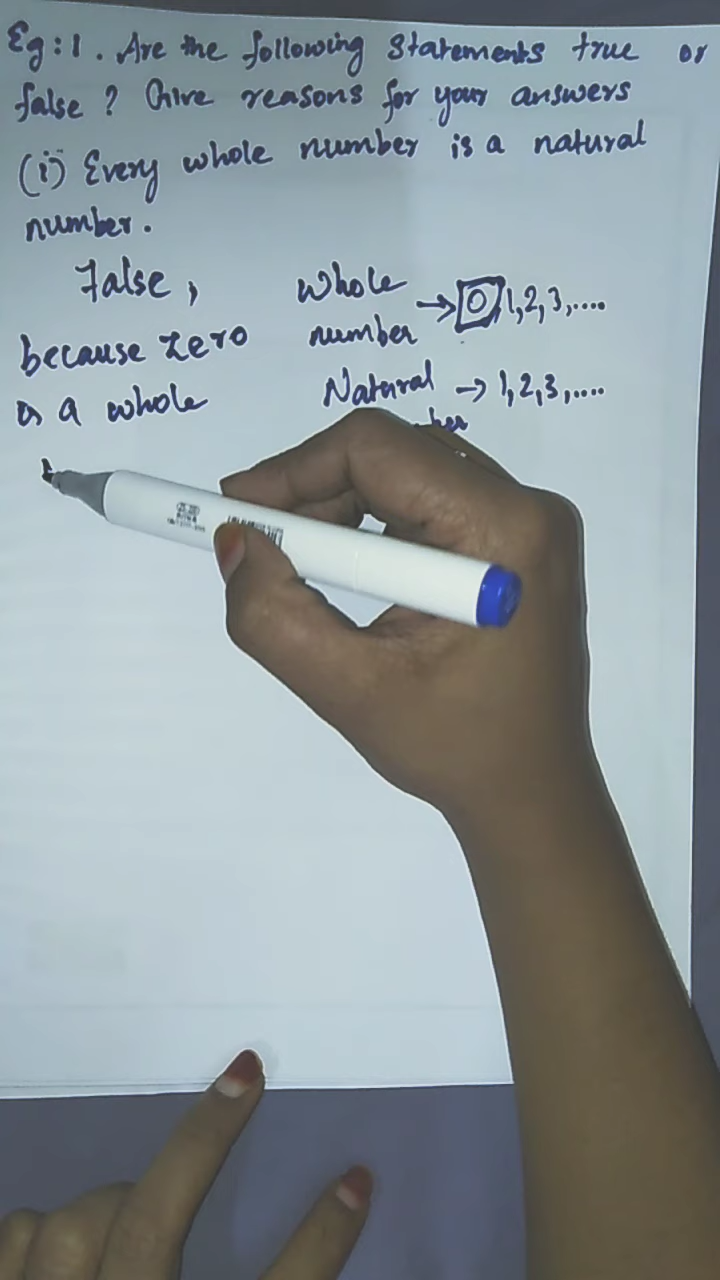 Eg:1. Are the following statements true or
false? Give reasons for your answers
(i) Every whole number is a natural
number.
False,
because zero
is a whole
Whole
number → 0, 1, 2, 3, ....
Natural → 1, 2, 3, ....